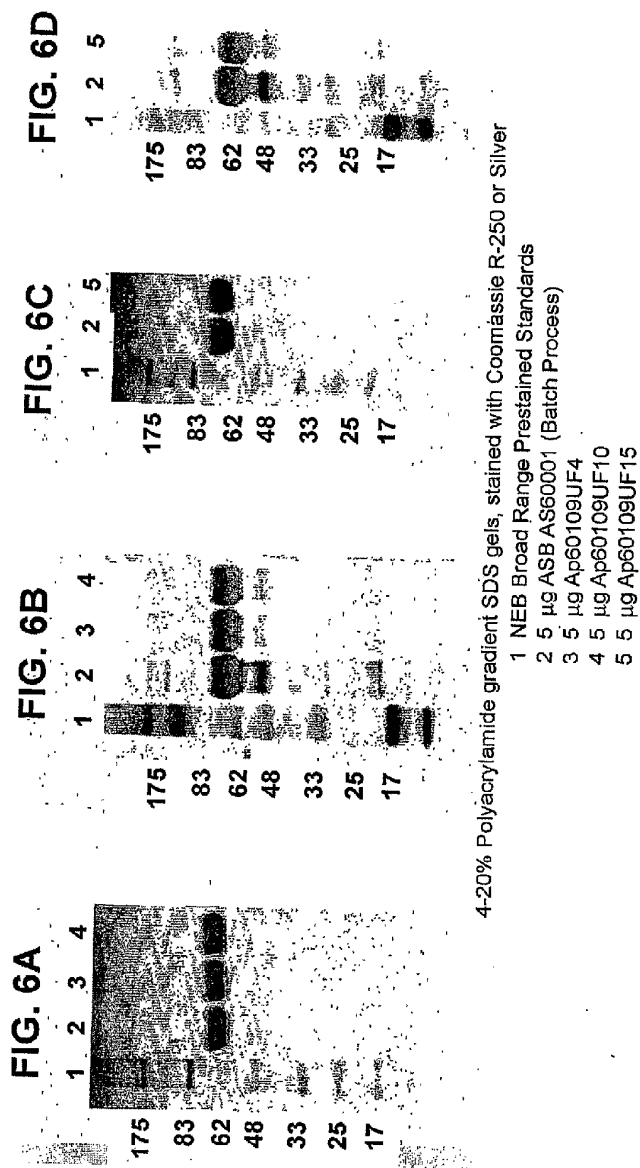 FIG. 6A
1 2 3 4
175
83
62
48
33
25
17
FIG. 6B
1 2 3 4
175
83
62
48
33
25
17
FIG. 6C
1 2 5
175
83
62
48
33
25
17
FIG. 6D
1 2 5
175
83
62
48
33
25
17
4-20% Polyacrylamide gradient SDS gels, stained with Coomassie R-250 or Silver
1 NEB Broad Range Prestained Standards
2 5 µg ASB AS60001 (Batch Process)
3 5 µg Ap60109UF4
4 5 µg Ap60109UF10
5 5 µg Ap60109UF15